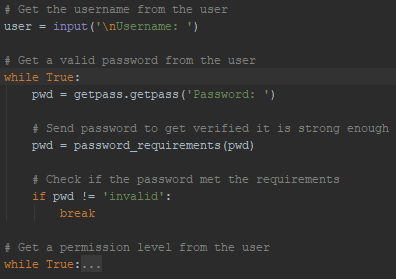 # Get the username from the user
user = input('\nUsername: ')
# Get a valid password from the user
while True:
pwd = getpass.getpass('Password: ')
# Send password to get verified it is strong enough
pwd = password_requirements(pwd)
# Check if the password met the requirements
if pwd != 'invalid':
break
# Get a permission level from the user
while True:...